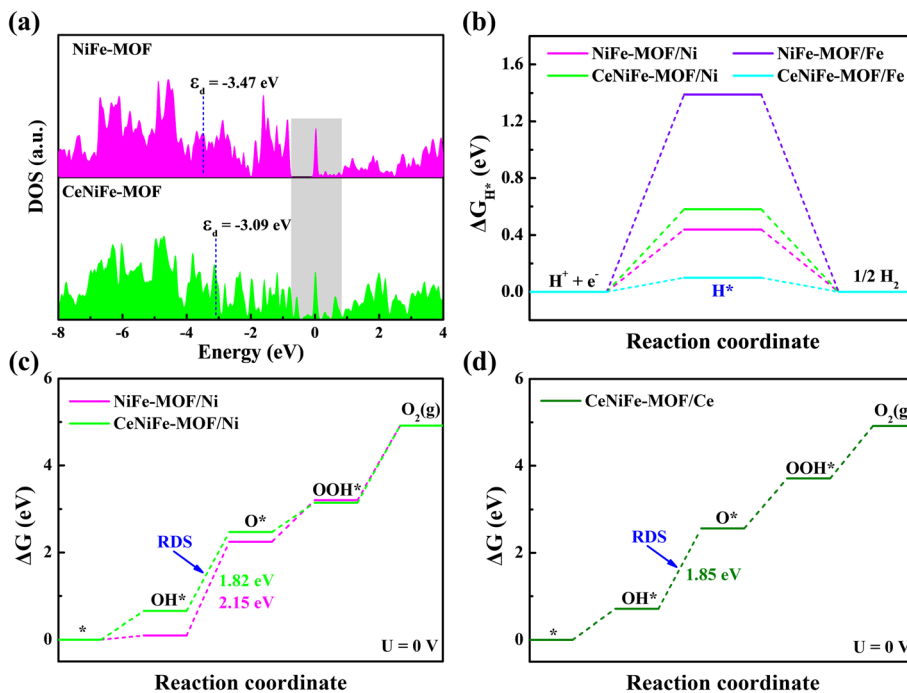 (a)
NiFe-MOF
εd = -3.47 eV
CeNiFe-MOF
εd = -3.09 eV
DOS (a.u.)
-8 -6 -4 -2 0 2 4
Energy (eV)
(b)
NiFe-MOF/Ni NiFe-MOF/Fe
CeNiFe-MOF/Ni CeNiFe-MOF/Fe
1.6
1.2
0.8
0.4
0.0
ΔG_H* (eV)
H⁺ + e⁻
H*
1/2 H₂
Reaction coordinate
(c)
NiFe-MOF/Ni
CeNiFe-MOF/Ni
6
4
2
0
ΔG (eV)
O₂(g)
OOH*
O*
RDS
1.82 eV
2.15 eV
OH*
*
U = 0 V
Reaction coordinate
(d)
CeNiFe-MOF/Ce
6
4
2
0
ΔG (eV)
O₂(g)
OOH*
O*
RDS
1.85 eV
OH*
*
U = 0 V
Reaction coordinate